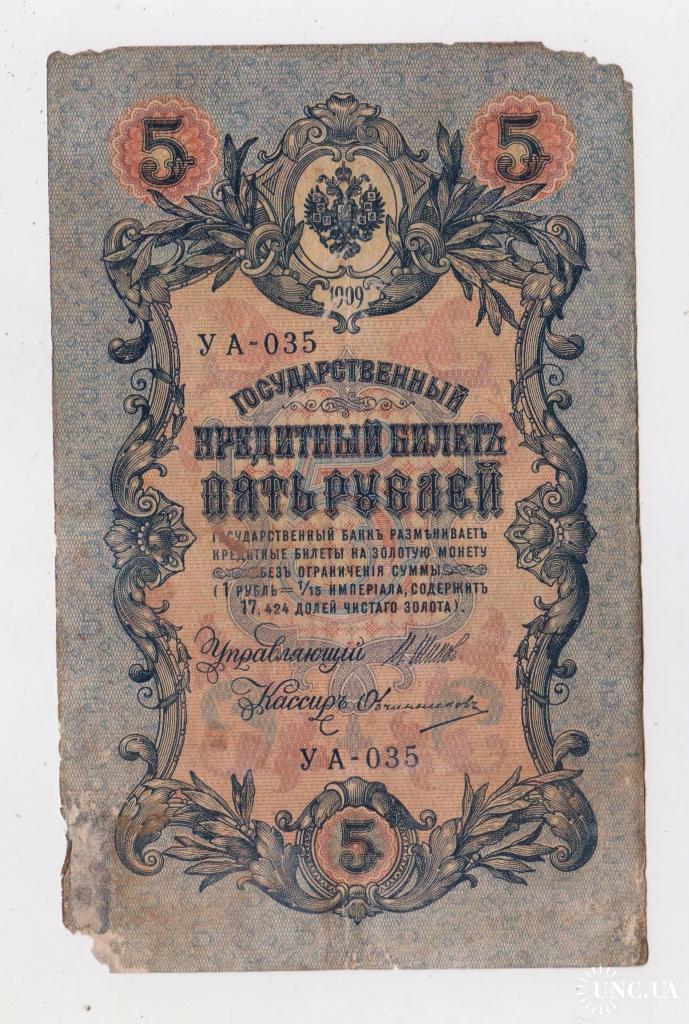 5 5
1909
УА-035
ГОСУДАРСТВЕННЫЙ
КРЕДИТНЫЙ БИЛЕТЪ
ПЯТЬ РУБЛЕЙ
ГОСУДАРСТВЕННЫЙ БАНКЪ РАЗМѢНИВАЕТЪ
КРЕДИТНЫЕ БИЛЕТЫ НА ЗОЛОТУЮ МОНЕТУ
БЕЗЪ ОГРАНИЧЕНІЯ СУММЫ
(1 РУБЛЬ = 1/15 ИМПЕРІАЛА, СОДЕРЖИТЪ
17,424 ДОЛЕЙ ЧИСТАГО ЗОЛОТА).
Управляющій И Шипов
Кассиръ Овчинниковъ
УА-035
5
UNC.UA